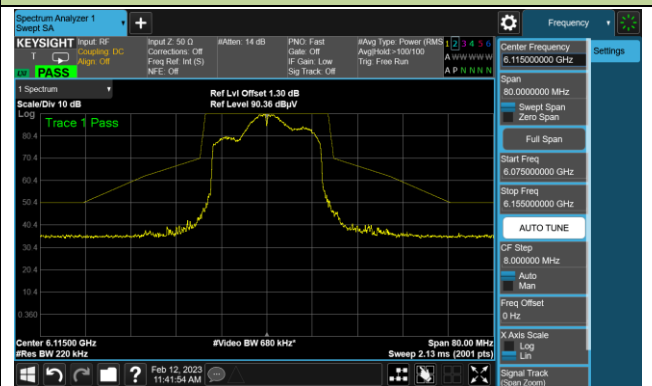 Spectrum Analyzer 1
Swept SA
+
Frequency
KEYSIGHT Input: RF
Coupling: DC
Align: Off
PASS
Input Z: 50 Ω
Corrections: Off
Freq Ref: Int (S)
NFE: Off
#Atten: 14 dB
PNO: Fast
Gate: Off
IF Gain: Low
Sig Track: Off
#Avg Type: Power (RMS
Avg|Hold:>100/100
Trig: Free Run
1 2 3 4 5 6
A W W W W W
A P N N N N
1 Spectrum
Scale/Div 10 dB
Log
Trace 1 Pass
Ref Lvl Offset 1.30 dB
Ref Level 90.36 dBµV
80.4
70.4
60.4
50.4
40.4
30.4
20.4
10.4
0.360
Center 6.11500 GHz
#Res BW 220 kHz
#Video BW 680 kHz*
Span 80.00 MHz
Sweep 2.13 ms (2001 pts)
Center Frequency
6.115000000 GHz
Settings
Span
80.0000000 MHz
Swept Span
Zero Span
Full Span
Start Freq
6.075000000 GHz
Stop Freq
6.155000000 GHz
AUTO TUNE
CF Step
8.000000 MHz
Auto
Man
Freq Offset
0 Hz
X Axis Scale
Log
Lin
Signal Track
(Span Zoom)
?
Feb 12, 2023
11:41:54 AM